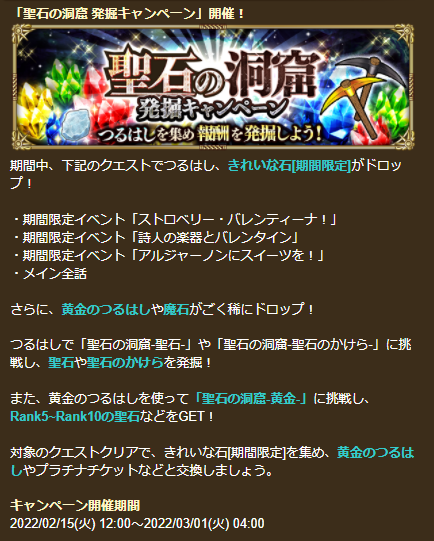 「聖石の洞窟 発掘キャンペーン」開催！
聖石の洞窟
発掘キャンペーン
つるはしを集め 報酬を発掘しよう！
期間中、下記のクエストでつるはし、きれいな石[期間限定]がドロッ
プ！
・期間限定イベント「ストロベリー・バレンティーナ！」
・期間限定イベント「詩人の楽器とバレンタイン」
・期間限定イベント「アルジャーノンにスイーツを！」
・メイン全話
さらに、黄金のつるはしや魔石がごく稀にドロップ！
つるはしで「聖石の洞窟-聖石-」や「聖石の洞窟-聖石のかけら-」に挑
戦し、聖石や聖石のかけらを発掘！
また、黄金のつるはしを使って「聖石の洞窟-黄金-」に挑戦し、
Rank5~Rank10の聖石などをGET！
対象のクエストクリアで、きれいな石[期間限定]を集め、黄金のつるは
しやプラチナチケットなどと交換しましょう。
キャンペーン開催期間
2022/02/15(火) 12:00～2022/03/01(火) 04:00